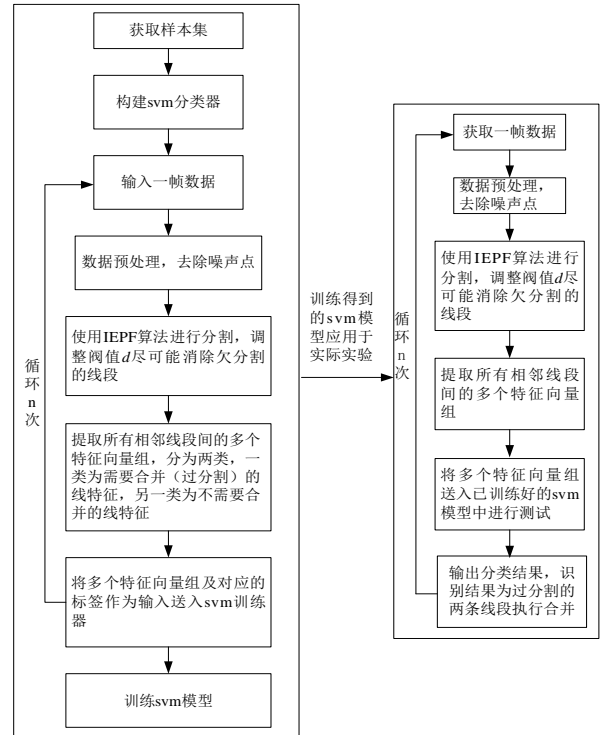 获取样本集
构建svm分类器
输入一帧数据
数据预处理，去除噪声点
使用IEPF算法进行分割，调
整阀值d尽可能消除欠分割
的线段
提取所有相邻线段间的多个
特征向量组，分为两类，一
类为需要合并（过分割）的
线特征，另一类为不需要合
并的线特征
将多个特征向量组及对应的
标签作为输入送入svm训练
器
训练svm模型
循
环
n
次
训练得到
的svm模
型应用于
实际实验
获取一帧数据
数据预处理，
去除噪声点
使用IEPF算法进行
分割，调整阀值d尽
可能消除欠分割的
线段
提取所有相邻线段
间的多个特征向量
组
将多个特征向量组
送入已训练好的svm
模型中进行测试
输出分类结果，识
别结果为过分割的
两条线段执行合并
循
环
n
次